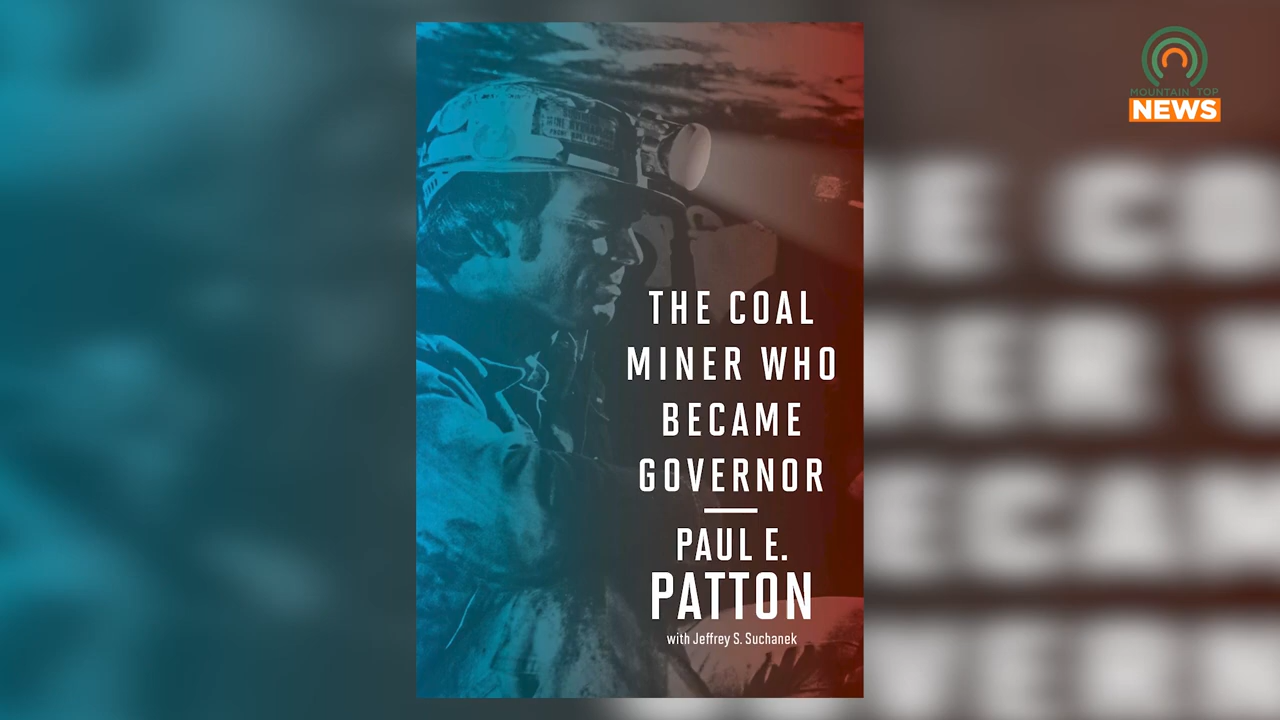 MOUNTAIN TOP
NEWS
THE COAL
MINER WHO
BECAME
GOVERNOR
PAUL E.
PATTON
with Jeffrey S. Suchanek